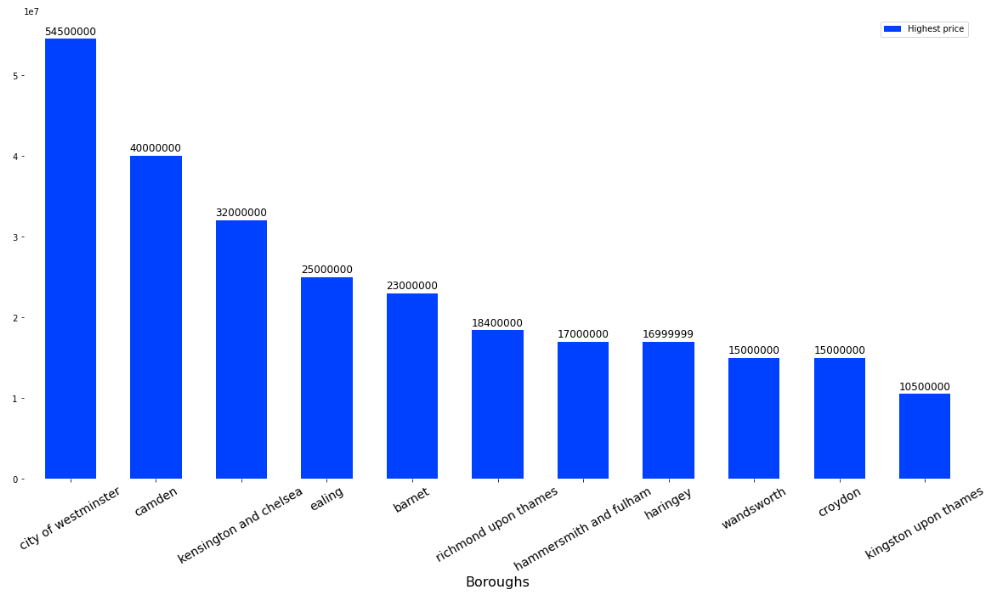 1e7
54500000
Highest price
5
40000000
4
32000000
3
25000000
23000000
2
18400000
17000000
16999999
15000000
15000000
1
10500000
0
city of westminster
camden
kensington and chelsea
ealing
barnet
richmond upon thames
hammersmith and fulham
haringey
wandsworth
croydon
kingston upon thames
Boroughs